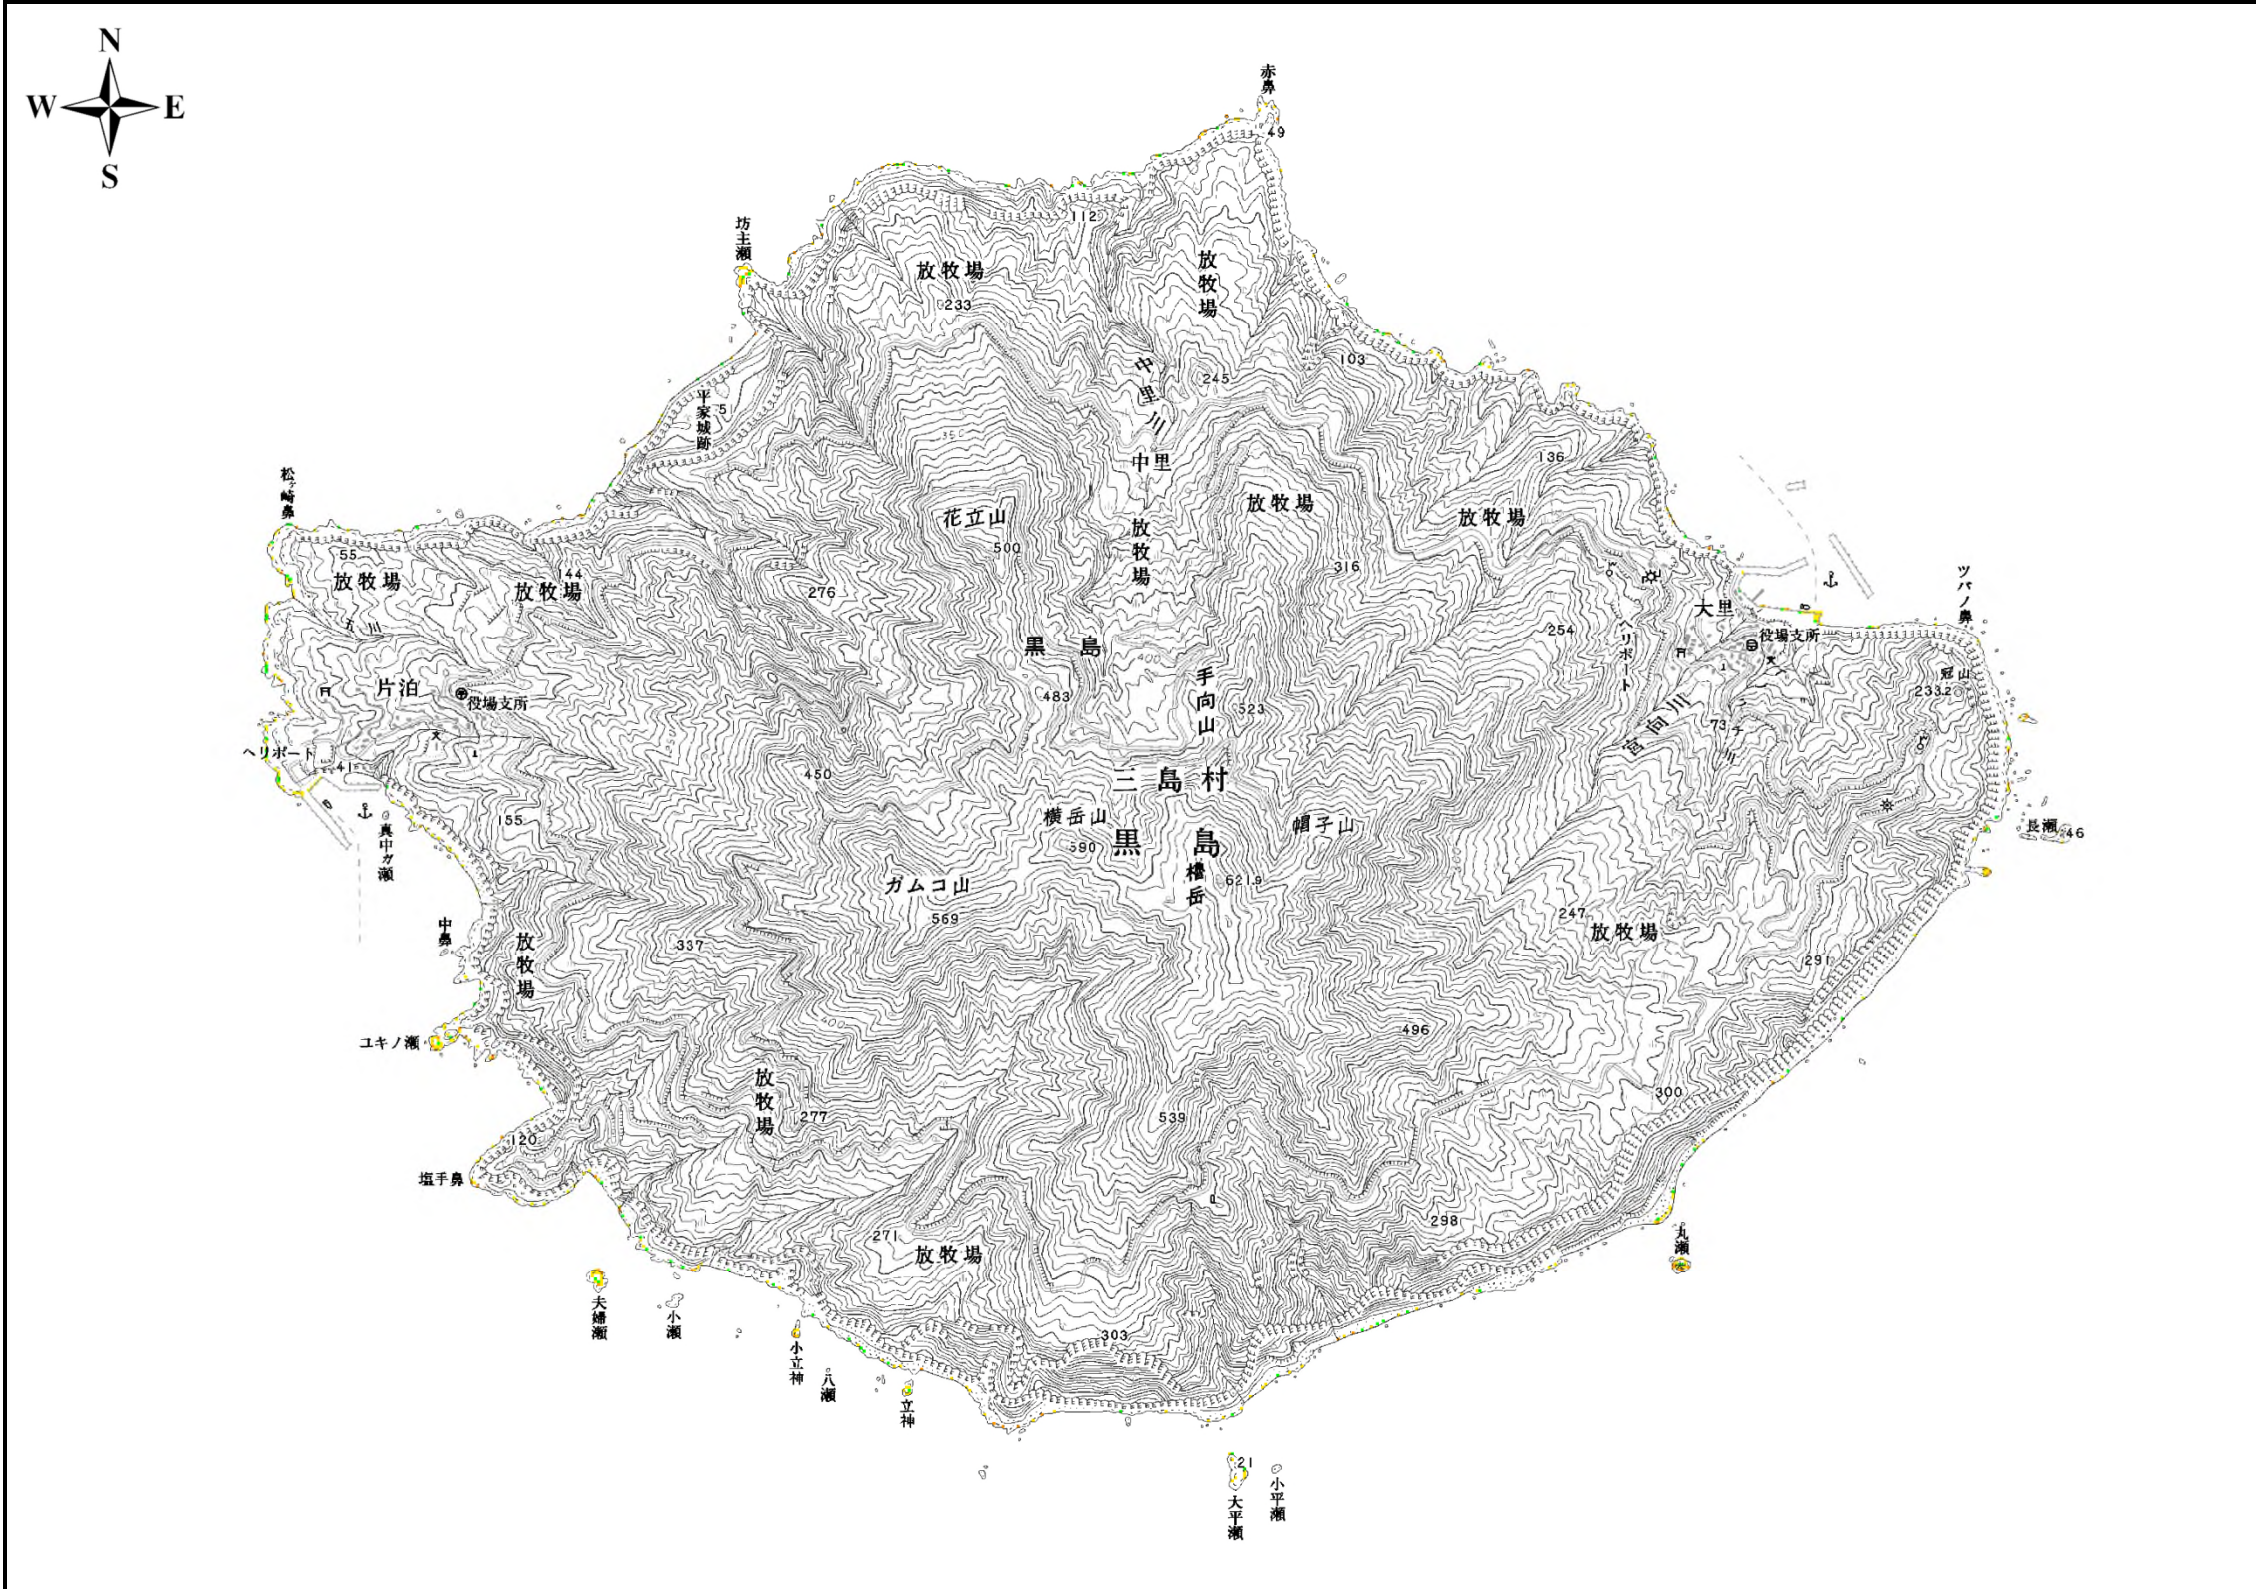 N
W
E
S
赤鼻
49
112
坊主瀬
放牧場
放牧場
233
中里川
103
245
平家城跡
5
350
136
中里
松ヶ崎鼻
放牧場
放牧場
花立山
放牧場
500
55
316
放牧場
144
放牧場
276
ツバノ鼻
大里
五川
254
ヘリポート
役場支所
黒島
400
手向山
冠山
233.2
片泊
483
役場支所
523
宮向川
73
ヘリポート
41
450
三島村
横岳山
帽子山
155
長瀬
46
真中ガ瀬
590
黒島
櫓岳
ガムコ山
621.9
569
247
放牧場
中鼻
放牧場
337
291
400
496
ユキノ瀬
放牧場
300
277
539
120
塩手鼻
298
丸瀬
271
放牧場
夫婦瀬
小瀬
303
小立神
八瀬
立神
21
大平瀬
小平瀬